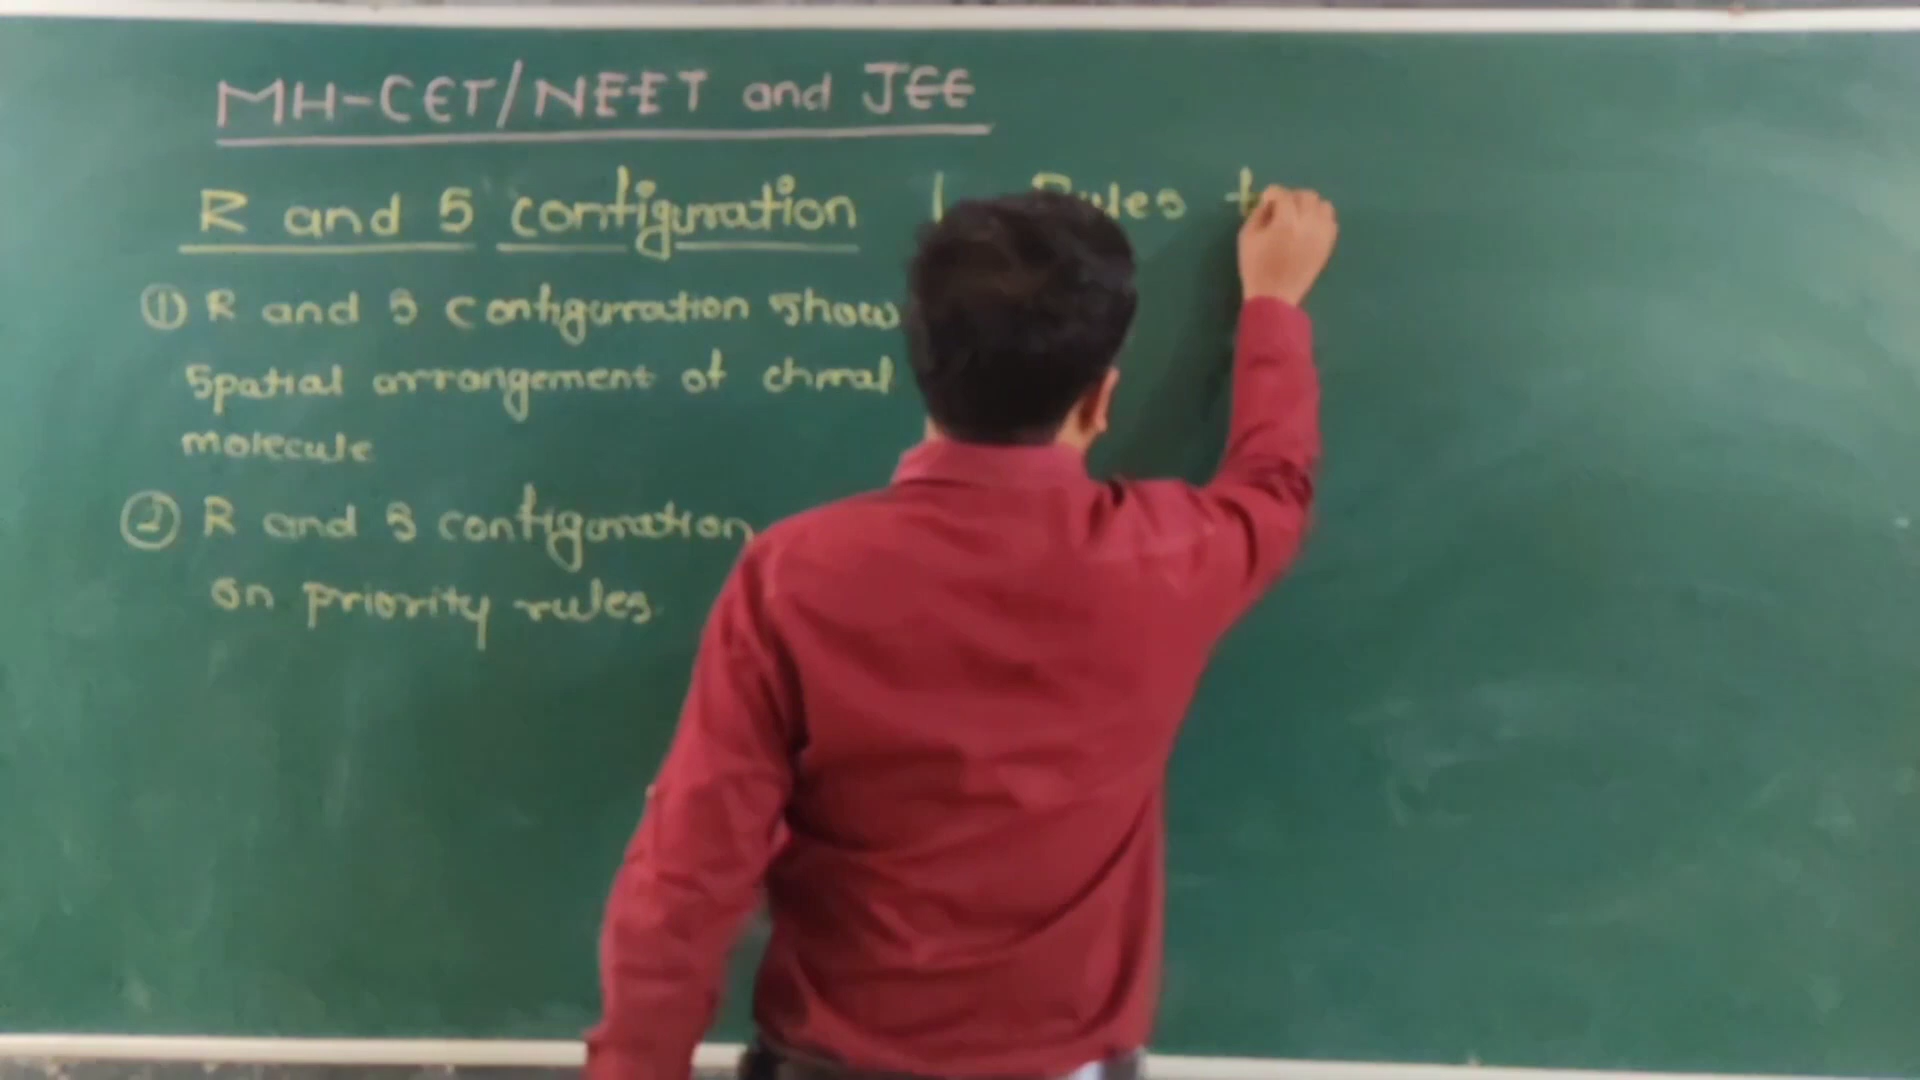 MH-CET/NEET and JEE
R and S configuration
① R and S configuration show
spatial arrangement of chiral
molecule
② R and S configuration
on priority rules.
Rules